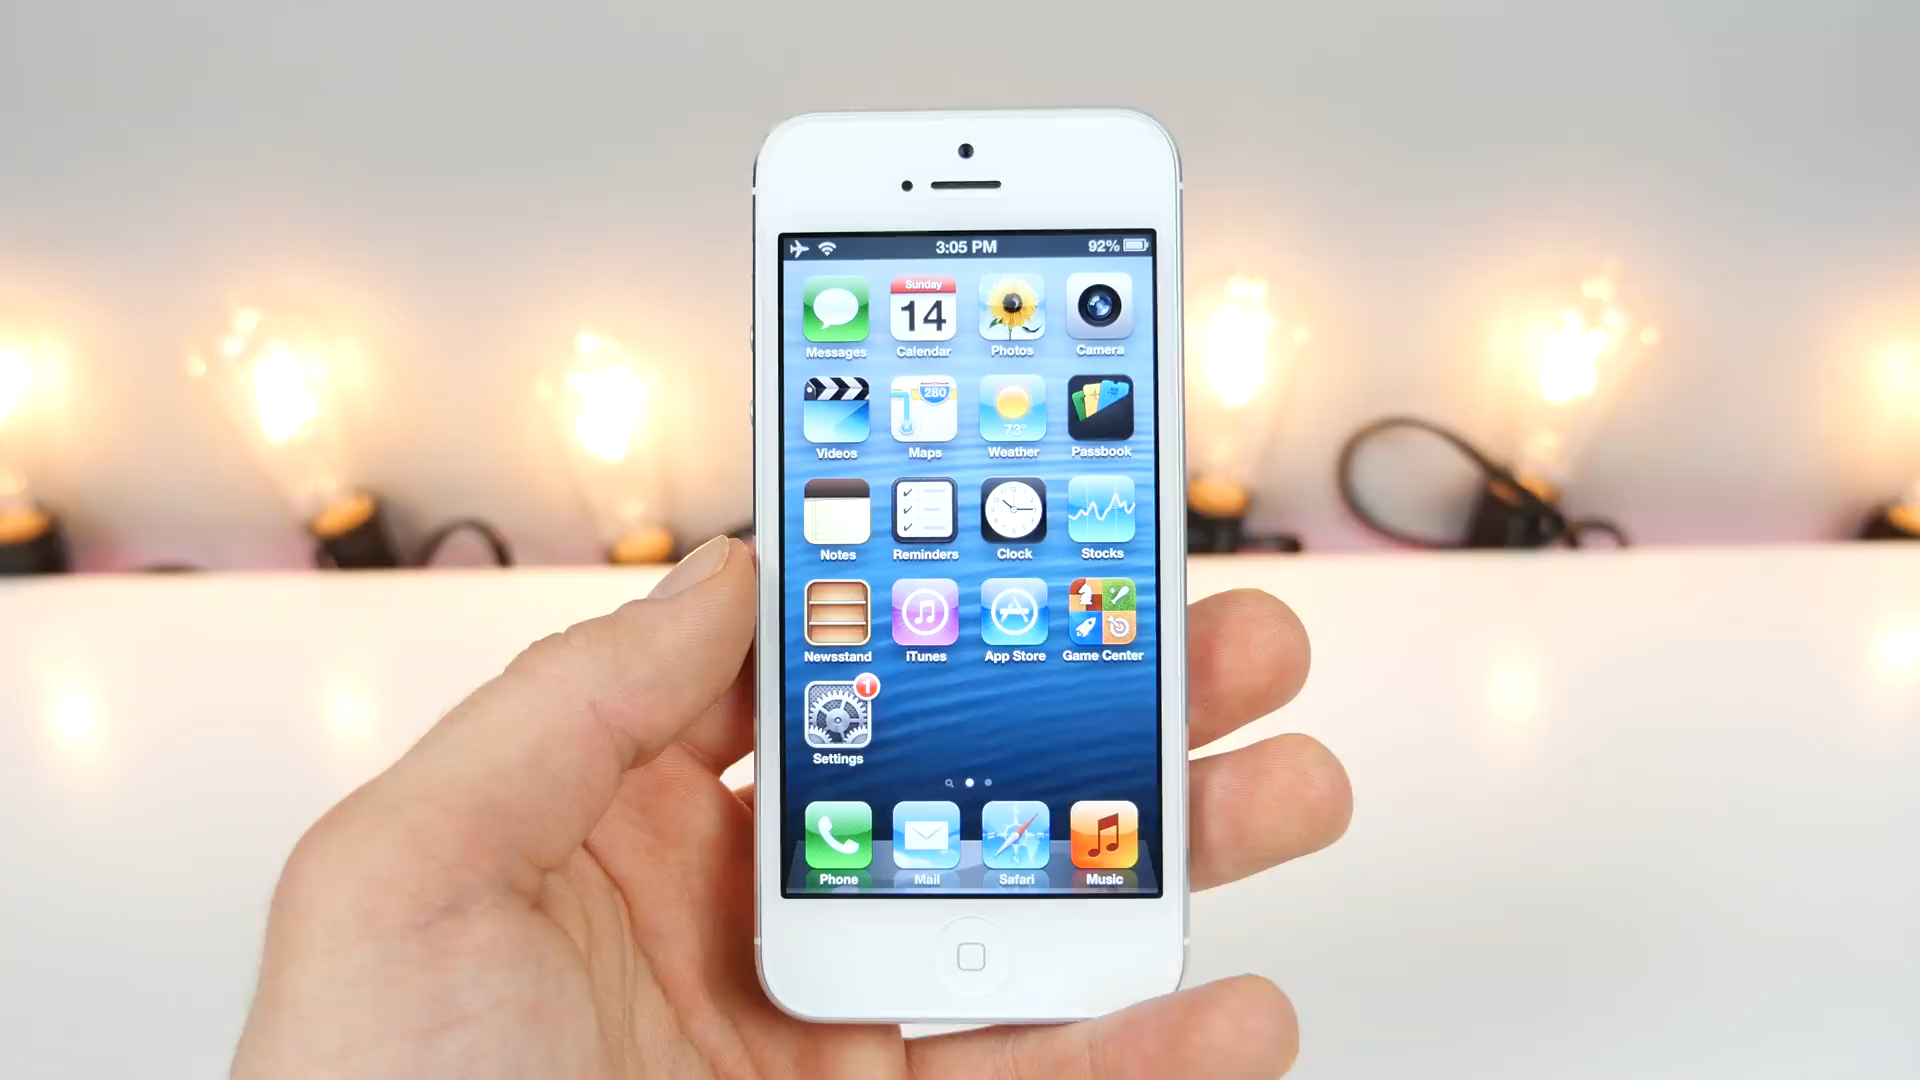 3:05 PM 92%
Sunday
14
Messages Calendar Photos Camera
280
73°
Videos Maps Weather Passbook
Notes Reminders Clock Stocks
Newsstand iTunes App Store Game Center
1
Settings
Phone Mail Safari Music